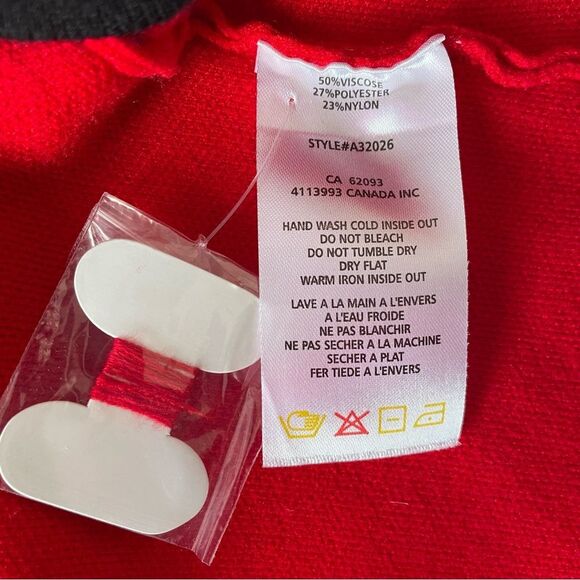 50%VISCOSE
27%POLYESTER
23%NYLON
STYLE#A32026
CA 62093
4113993 CANADA INC
HAND WASH COLD INSIDE OUT
DO NOT BLEACH
DO NOT TUMBLE DRY
DRY FLAT
WARM IRON INSIDE OUT
LAVE A LA MAIN A L'ENVERS
A L'EAU FROIDE
NE PAS BLANCHIR
NE PAS SECHER A LA MACHINE
SECHER A PLAT
FER TIEDE A L'ENVERS